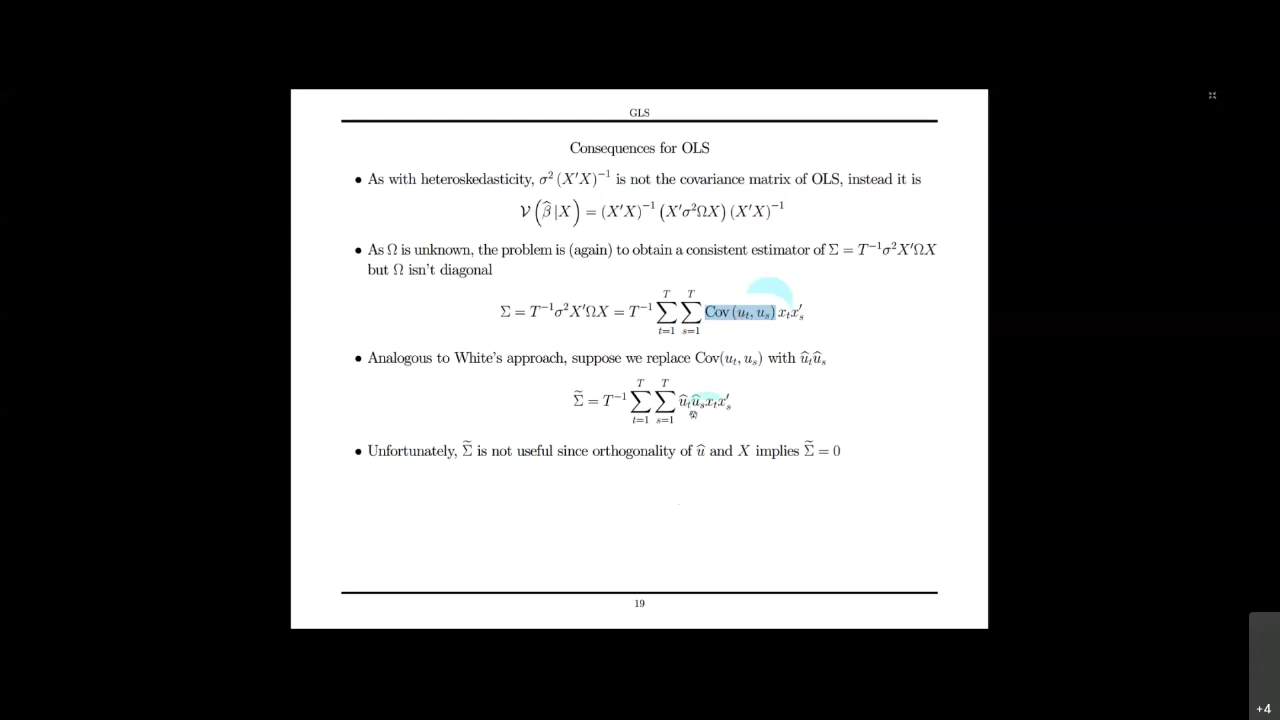 GLS
Consequences for OLS
• As with heteroskedasticity, σ² (X′X)⁻¹ is not the covariance matrix of OLS, instead it is
𝒱(β̂ |X) = (X′X)⁻¹ (X′σ²ΩX) (X′X)⁻¹
• As Ω is unknown, the problem is (again) to obtain a consistent estimator of Σ = T⁻¹σ²X′ΩX
but Ω isn't diagonal
Σ = T⁻¹σ²X′ΩX = T⁻¹ ∑_{t=1}^{T} ∑_{s=1}^{T} Cov (u_t, u_s) x_t x′_s
• Analogous to White's approach, suppose we replace Cov(u_t, u_s) with û_t û_s
Σ̃ = T⁻¹ ∑_{t=1}^{T} ∑_{s=1}^{T} û_t û_s x_t x′_s
• Unfortunately, Σ̃ is not useful since orthogonality of û and X implies Σ̃ = 0
19
+4